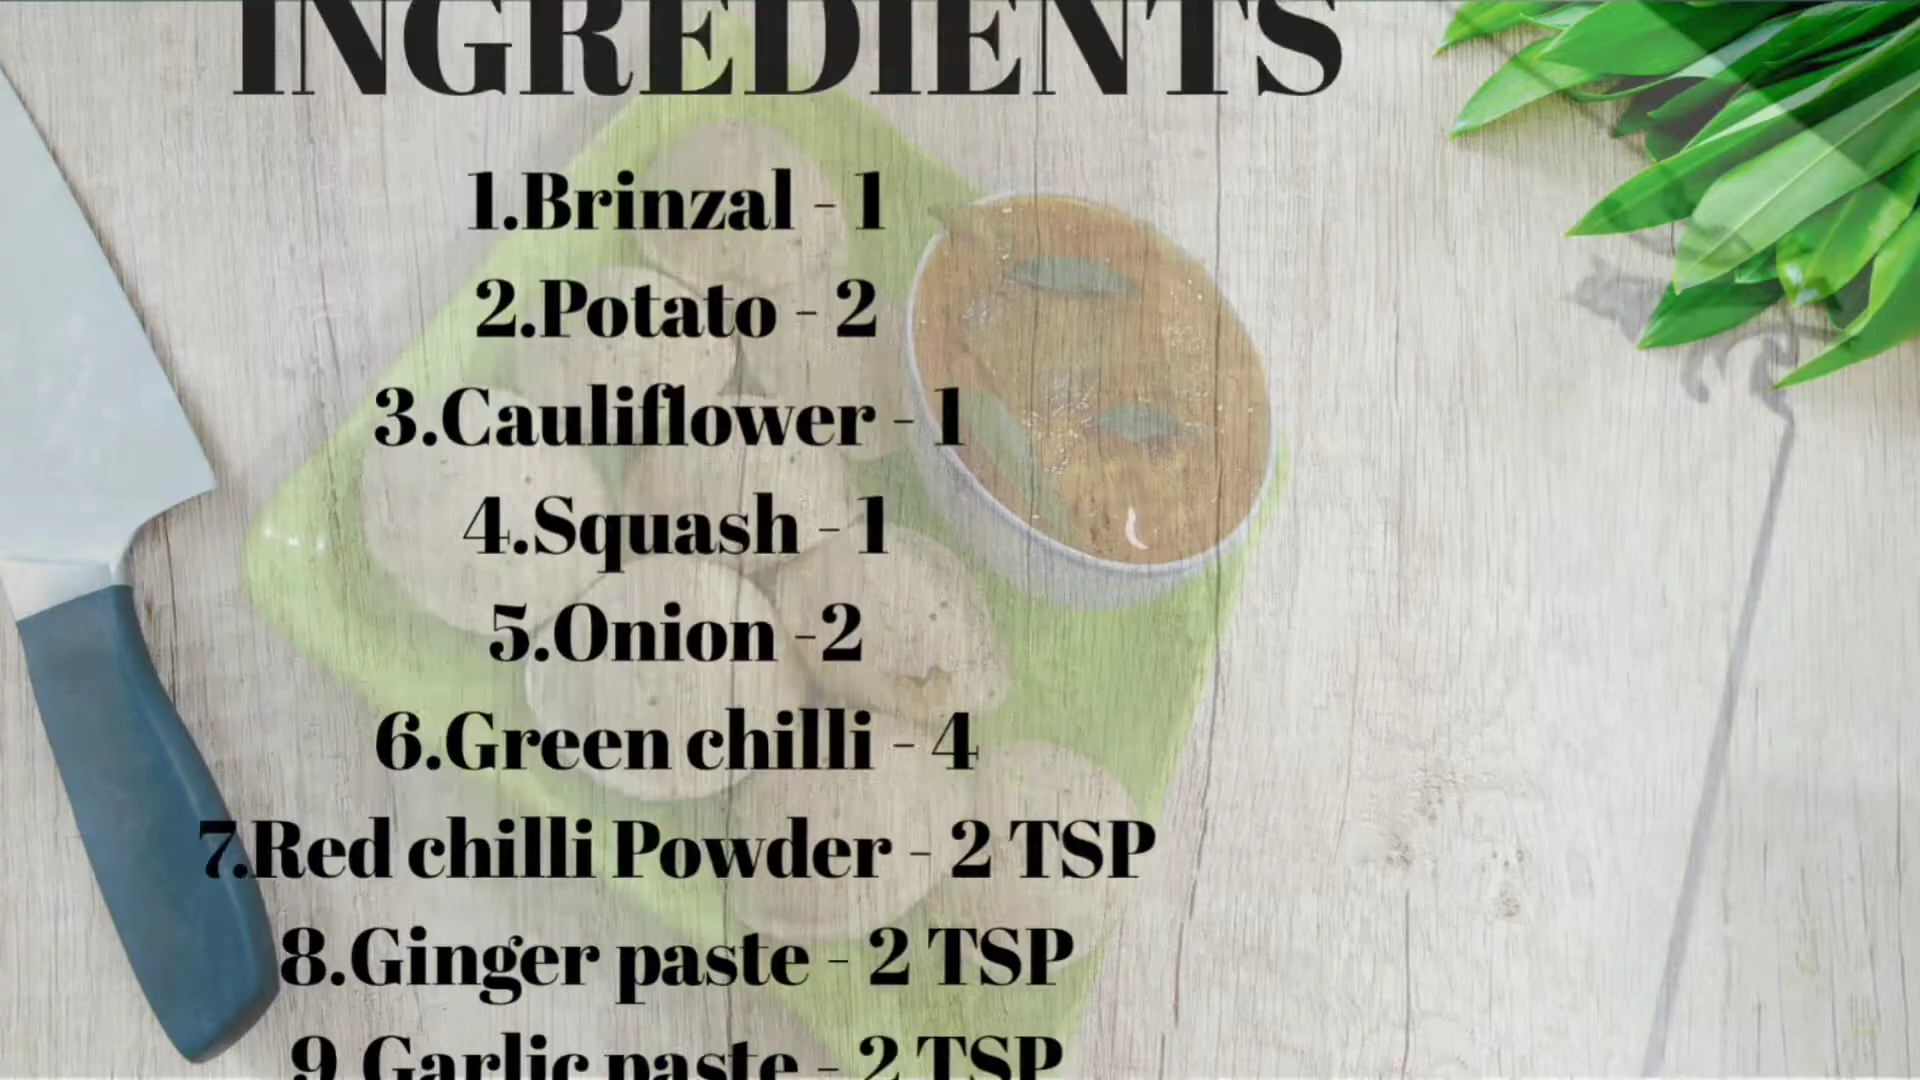 INGREDIENTS
1.Brinzal - 1
2.Potato - 2
3.Cauliflower - 1
4.Squash - 1
5.Onion -2
6.Green chilli - 4
7.Red chilli Powder - 2 TSP
8.Ginger paste - 2 TSP
9.Garlic paste - 2 TSP